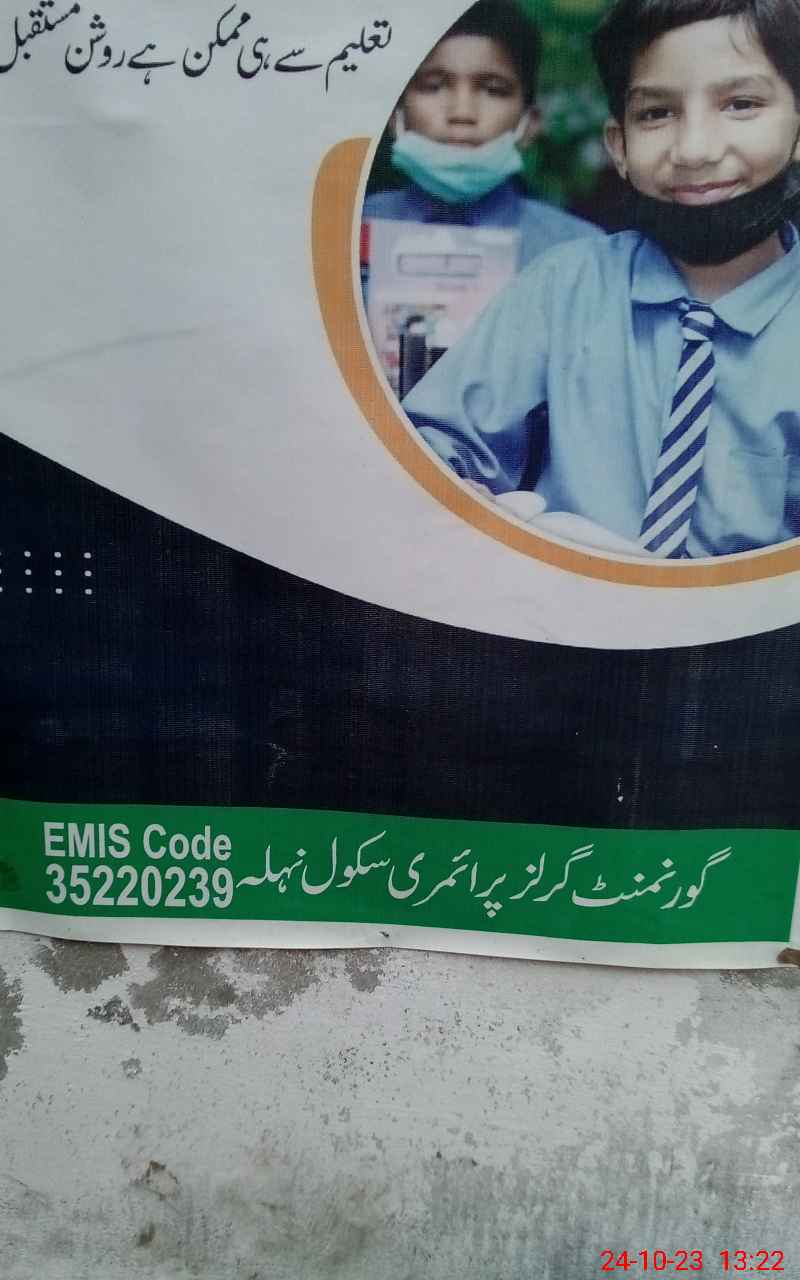 تعلیم سے ہی ممکن ہے روشن مستقبل
گورنمنٹ گرلز پرائمری سکول نہلہ
EMIS Code
35220239
24-10-23 13:22